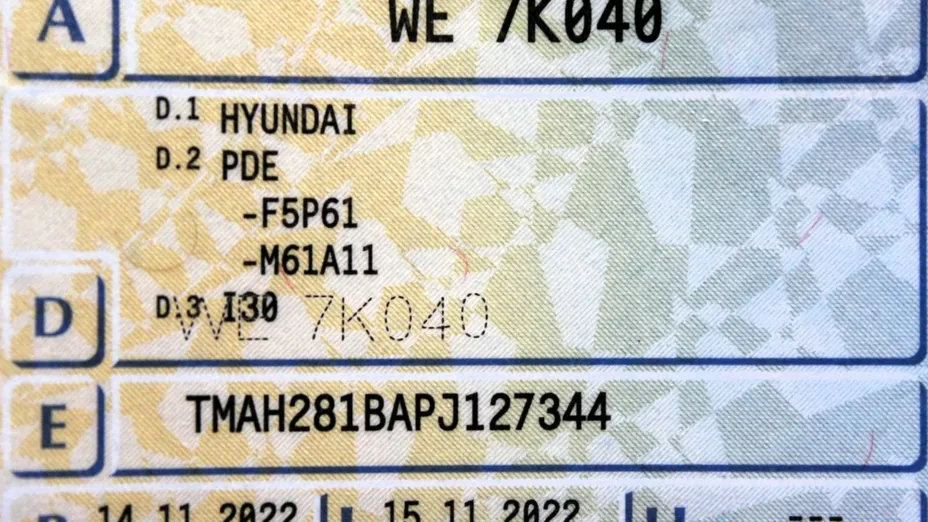 A WE 7K040
D.1 HYUNDAI
D.2 PDE
-F5P61
-M61A11
D D.3 I30
WE 7K040
E TMAH281BAPJ127344
14.11.2022 15.11.2022 ---